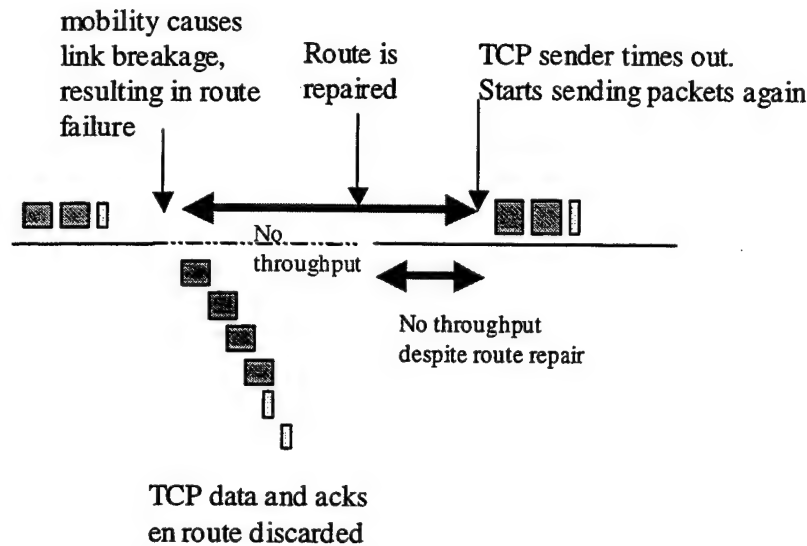 mobility causes
link breakage,
resulting in route
failure
Route is
repaired
TCP sender times out.
Starts sending packets again
No
throughput
No throughput
despite route repair
TCP data and acks
en route discarded